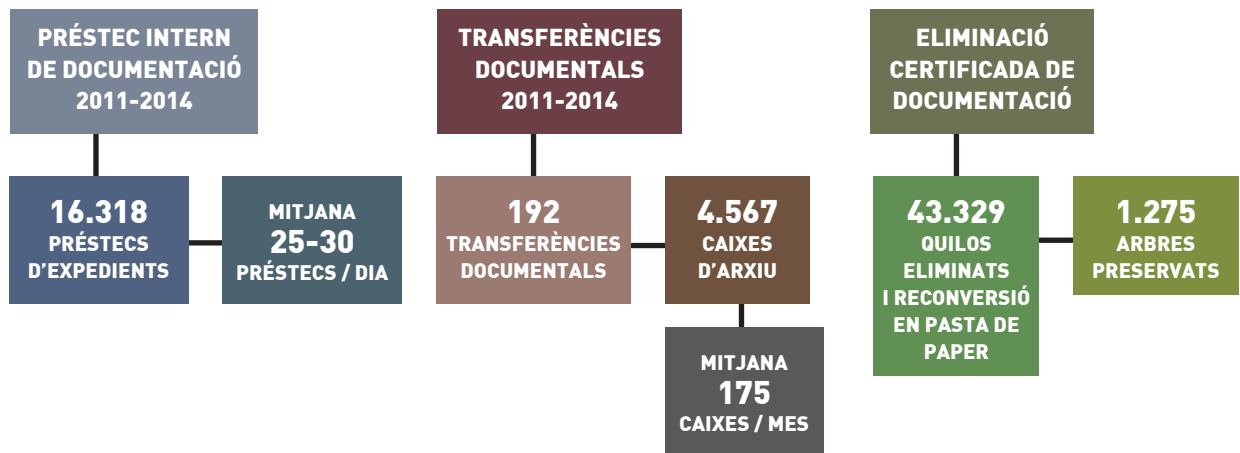 PRÉSTEC INTERN
DE DOCUMENTACIÓ
2011-2014
16.318
PRÉSTECS
D'EXPEDIENTS
MITJANA
25-30
PRÉSTECS / DIA
TRANSFERÈNCIES
DOCUMENTALS
2011-2014
192
TRANSFERÈNCIES
DOCUMENTALS
4.567
CAIXES
D'ARXIU
MITJANA
175
CAIXES / MES
ELIMINACIÓ
CERTIFICADA DE
DOCUMENTACIÓ
43.329
QUILOS
ELIMINATS
I RECONVERSIÓ
EN PASTA DE
PAPER
1.275
ARBRES
PRESERVATS